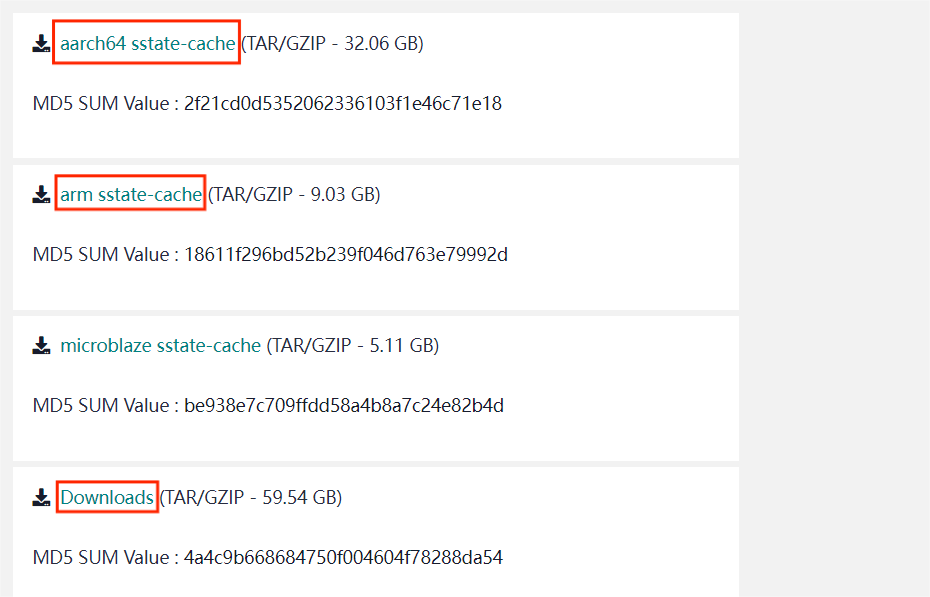 aarch64 sstate-cache (TAR/GZIP - 32.06 GB)
MD5 SUM Value : 2f21cd0d5352062336103f1e46c71e18
arm sstate-cache (TAR/GZIP - 9.03 GB)
MD5 SUM Value : 18611f296bd52b239f046d763e79992d
microblaze sstate-cache (TAR/GZIP - 5.11 GB)
MD5 SUM Value : be938e7c709ffdd58a4b8a7c24e82b4d
Downloads (TAR/GZIP - 59.54 GB)
MD5 SUM Value : 4a4c9b668684750f004604f78288da54